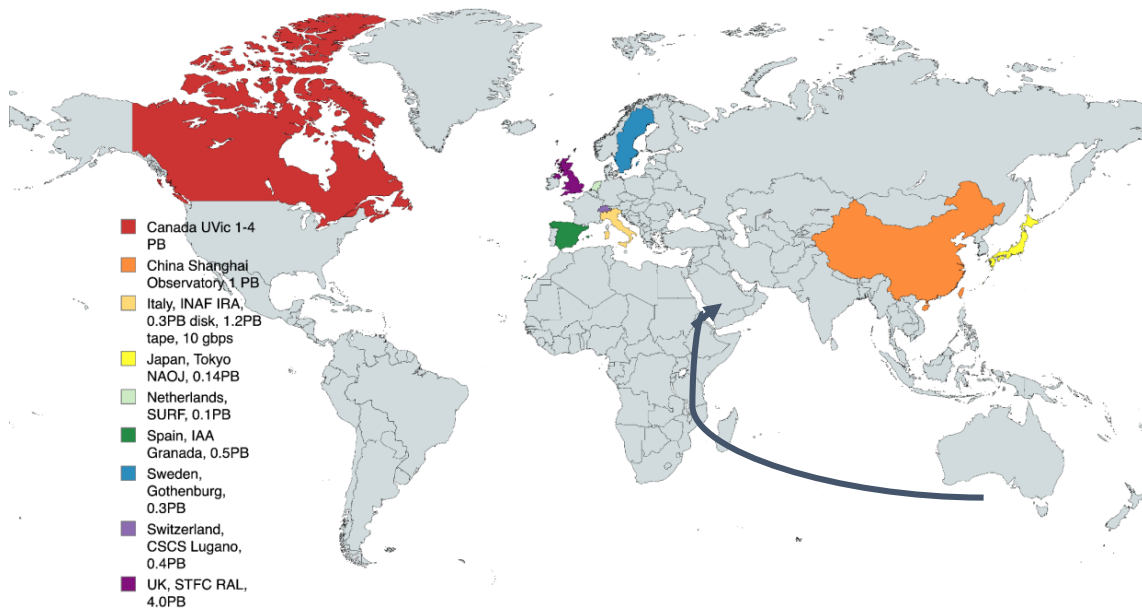 Canada UVic 1-4
PB
China Shanghai
Observatory 1 PB
Italy, INAF IRA,
0.3PB disk, 1.2PB
tape, 10 gbps
Japan, Tokyo
NAOJ, 0.14PB
Netherlands,
SURF, 0.1PB
Spain, IAA
Granada, 0.5PB
Sweden,
Gothenburg,
0.3PB
Switzerland,
CSCS Lugano,
0.4PB
UK, STFC RAL,
4.0PB